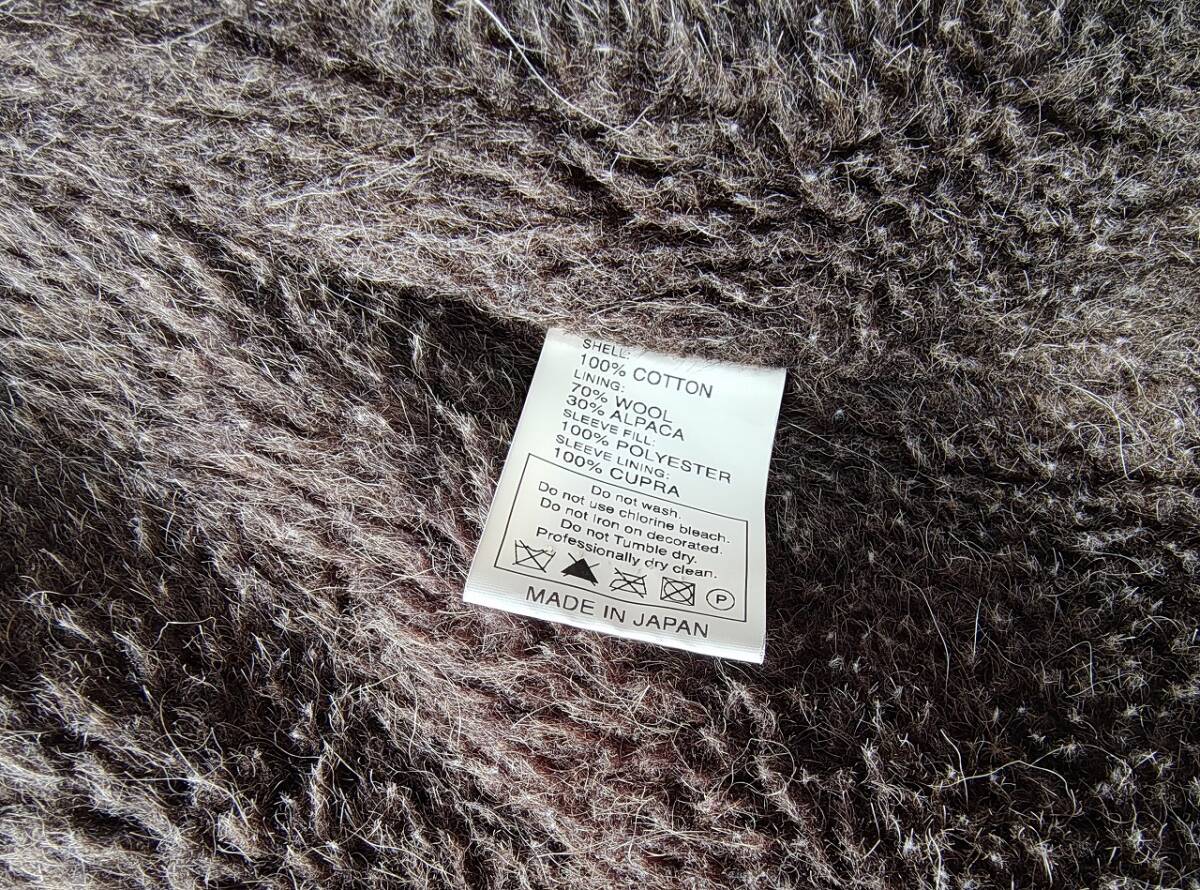 SHELL:
100% COTTON
LINING:
70% WOOL
30% ALPACA
SLEEVE FILL:
100% POLYESTER
SLEEVE LINING:
100% CUPRA
Do not wash.
Do not use chlorine bleach.
Do not Iron on decorated.
Do not Tumble dry.
Professionally dry clean.
P
MADE IN JAPAN